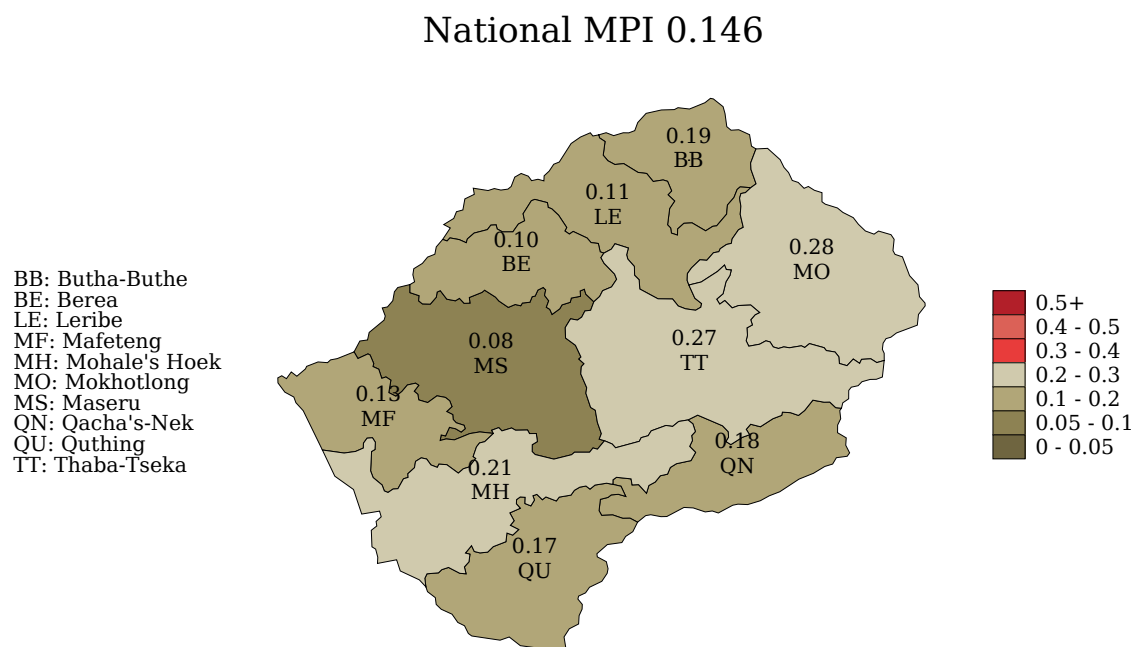 National MPI 0.146
0.19
BB
0.11
LE
0.10
BE
0.28
MO
0.08
MS
0.27
TT
0.13
MF
0.18
QN
0.21
MH
0.17
QU
BB: Butha-Buthe
BE: Berea
LE: Leribe
MF: Mafeteng
MH: Mohale's Hoek
MO: Mokhotlong
MS: Maseru
QN: Qacha's-Nek
QU: Quthing
TT: Thaba-Tseka
0.5+
0.4 - 0.5
0.3 - 0.4
0.2 - 0.3
0.1 - 0.2
0.05 - 0.1
0 - 0.05